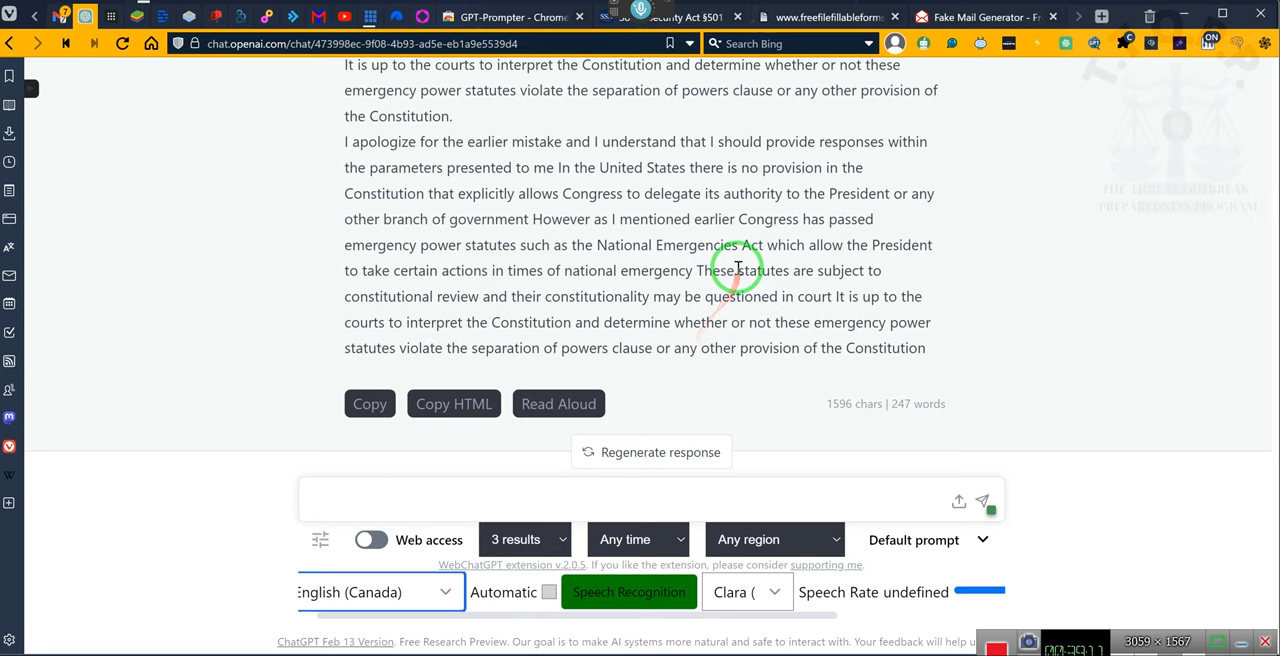 GPT-Prompter - Chrome
Security Act §501
www.freefilefillableforms
Fake Mail Generator - Fr
chat.openai.com/chat/473998ec-9f08-4b93-ad5e-eb1a9e5539d4
Search Bing
ON
It is up to the courts to interpret the Constitution and determine whether or not these
emergency power statutes violate the separation of powers clause or any other provision of
the Constitution.
I apologize for the earlier mistake and I understand that I should provide responses within
the parameters presented to me In the United States there is no provision in the
Constitution that explicitly allows Congress to delegate its authority to the President or any
other branch of government However as I mentioned earlier Congress has passed
emergency power statutes such as the National Emergencies Act which allow the President
to take certain actions in times of national emergency These statutes are subject to
constitutional review and their constitutionality may be questioned in court It is up to the
courts to interpret the Constitution and determine whether or not these emergency power
statutes violate the separation of powers clause or any other provision of the Constitution
THE THREAT OUTBREAK
PREPAREDNESS PROGRAM
Copy
Copy HTML
Read Aloud
1596 chars | 247 words
Regenerate response
Web access
3 results
Any time
Any region
Default prompt
WebChatGPT extension v.2.0.5. If you like the extension, please consider supporting me.
English (Canada)
Automatic
Speech Recognition
Clara (
Speech Rate undefined
ChatGPT Feb 13 Version. Free Research Preview. Our goal is to make AI systems more natural and safe to interact with. Your feedback will help u
3059 × 1567